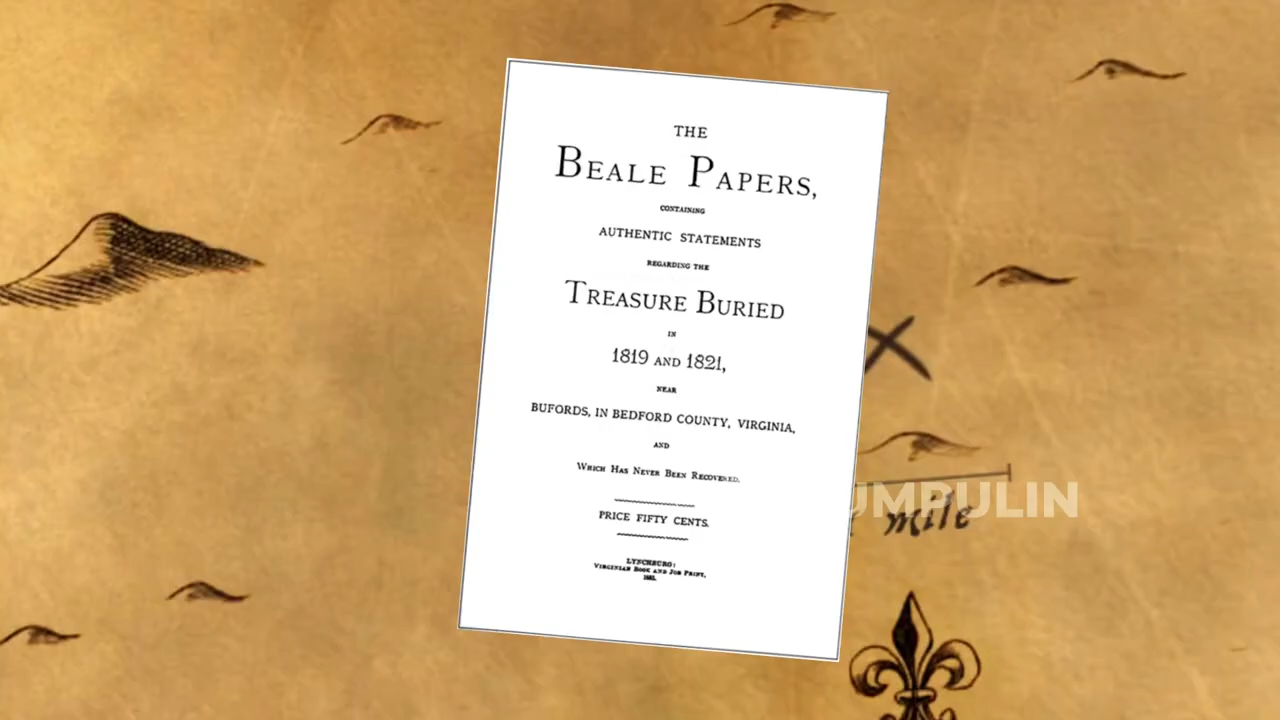 THE
BEALE PAPERS,
CONTAINING
AUTHENTIC STATEMENTS
REGARDING THE
TREASURE BURIED
IN
1819 AND 1821,
NEAR
BUFORDS, IN BEDFORD COUNTY, VIRGINIA,
AND
WHICH HAS NEVER BEEN RECOVERED.
PRICE FIFTY CENTS.
LYNCHBURG:
VIRGINIAN BOOK AND JOB PRINT,
UMPULIN
mile